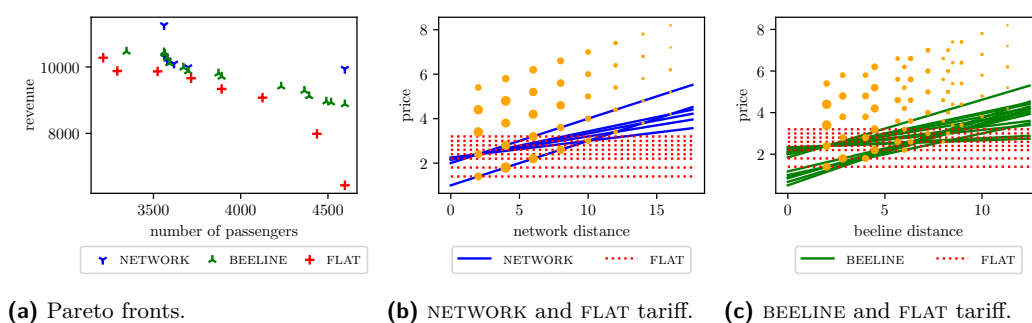 10000
8000
revenue
3500 4000 4500
number of passengers
NETWORK BEELINE FLAT
(a) Pareto fronts.
8
6
4
2
price
0 5 10 15
network distance
NETWORK FLAT
(b) NETWORK and FLAT tariff.
8
6
4
2
price
0 5 10
beeline distance
BEELINE FLAT
(c) BEELINE and FLAT tariff.